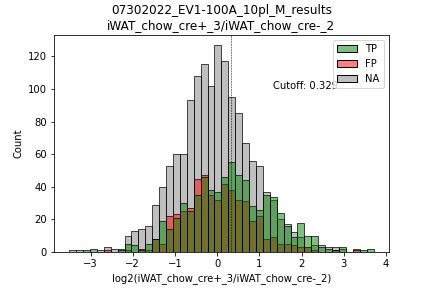 07302022_EV1-100A_10pl_M_results
iWAT_chow_cre+_3/iWAT_chow_cre-_2
TP
FP
NA
Cutoff: 0.329
Count
120
100
80
60
40
20
0
−3 −2 −1 0 1 2 3 4
log2(iWAT_chow_cre+_3/iWAT_chow_cre-_2)